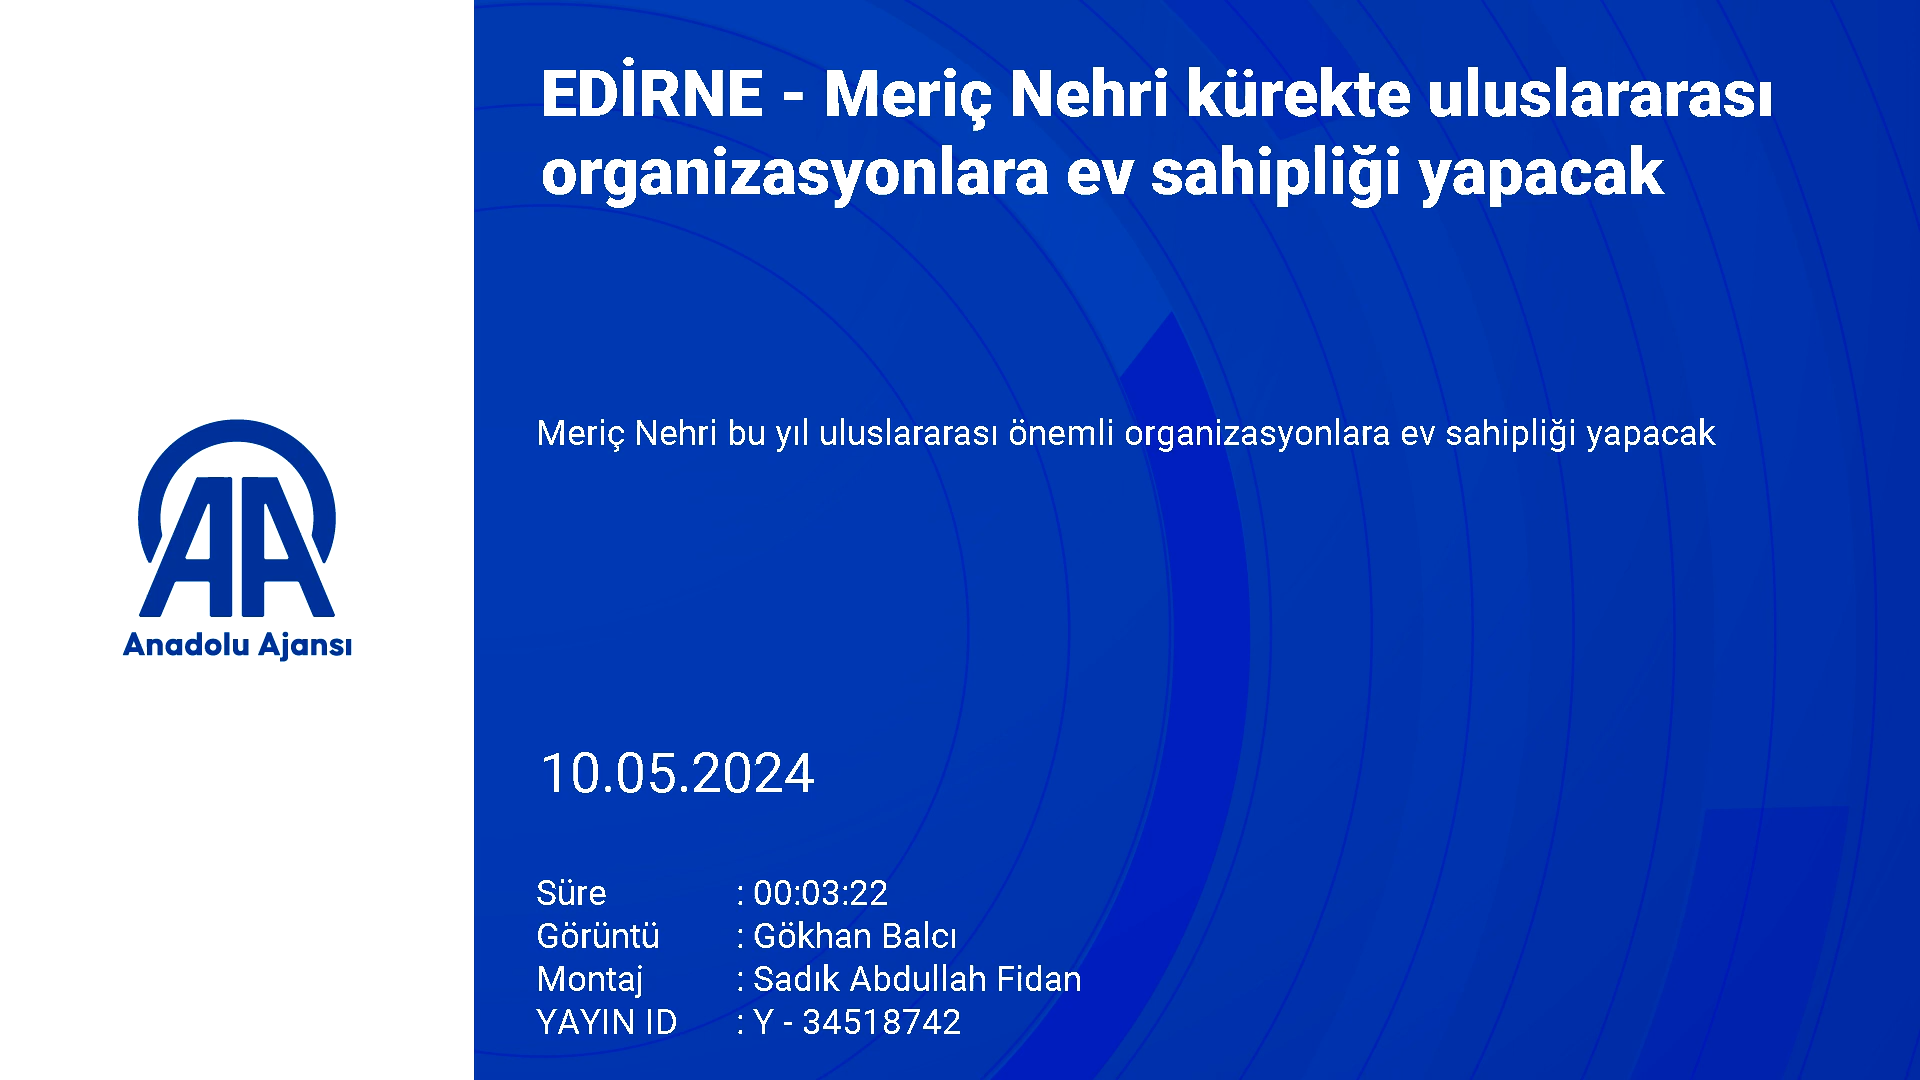 EDİRNE - Meriç Nehri kürekte uluslararası
organizasyonlara ev sahipliği yapacak
Meriç Nehri bu yıl uluslararası önemli organizasyonlara ev sahipliği yapacak
AA
Anadolu Ajansı
10.05.2024
Süre : 00:03:22
Görüntü : Gökhan Balcı
Montaj : Sadık Abdullah Fidan
YAYIN ID : Y - 34518742